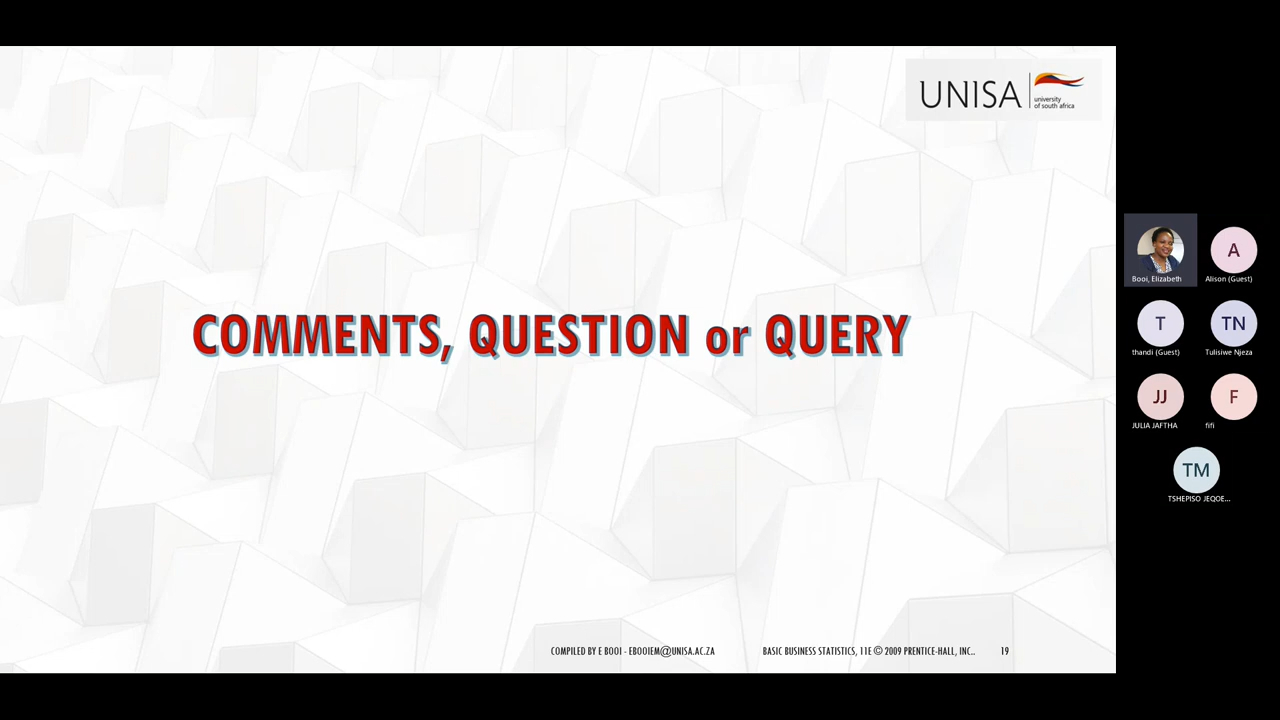 UNISA
university
of south africa
COMMENTS, QUESTION or QUERY
COMPILED BY E BOOI - EBOOIEM@UNISA.AC.ZA
BASIC BUSINESS STATISTICS, 11E © 2009 PRENTICE-HALL, INC..
19
Booi, Elizabeth
A
Alison (Guest)
T
thandi (Guest)
TN
Tulisiwe Njeza
JJ
JULIA JAFTHA
F
fifi
TM
TSHEPISO JEQOE...